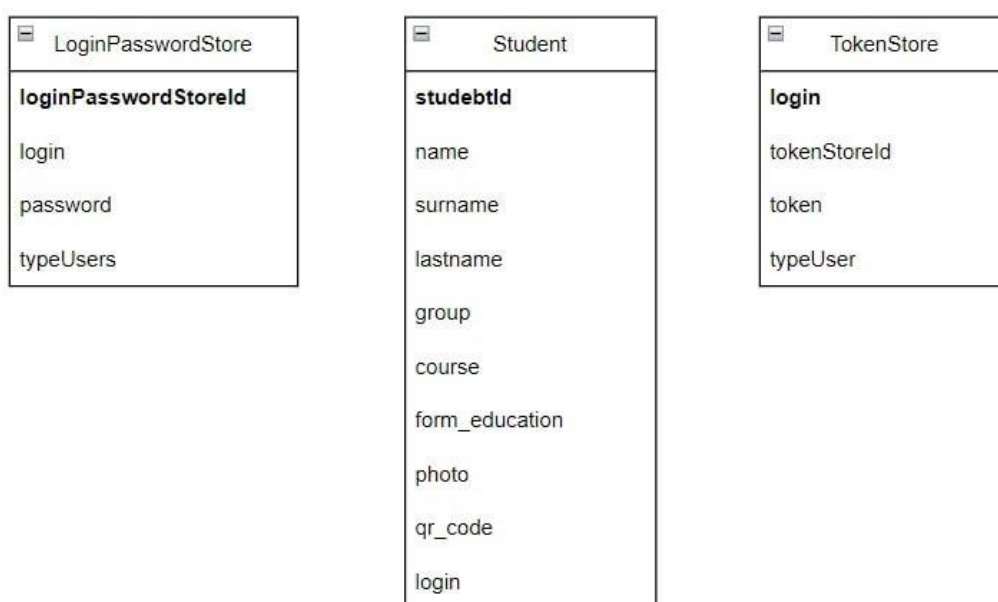 LoginPasswordStore
loginPasswordStoreId
login
password
typeUsers
Student
studebtId
name
surname
lastname
group
course
form_education
photo
qr_code
login
TokenStore
login
tokenStoreId
token
typeUser